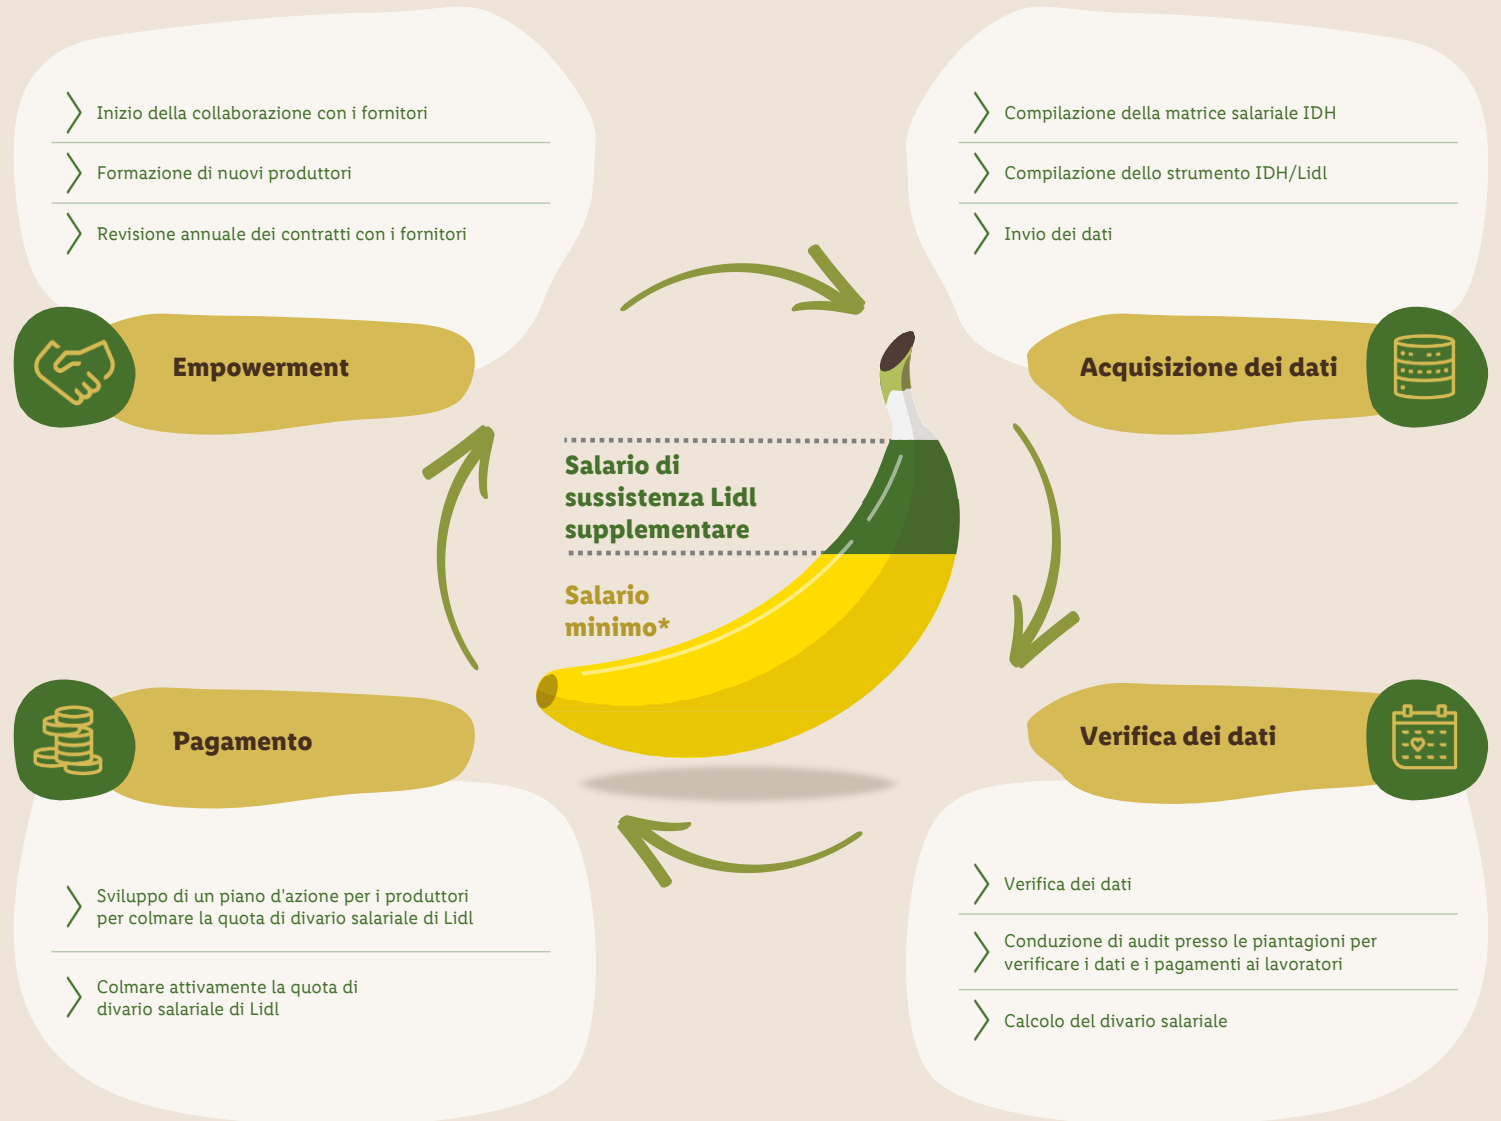 Inizio della collaborazione con i fornitori
Formazione di nuovi produttori
Revisione annuale dei contratti con i fornitori
Empowerment
Compilazione della matrice salariale IDH
Compilazione dello strumento IDH/Lidl
Invio dei dati
Acquisizione dei dati
Salario di
sussistenza Lidl
supplementare
Salario
minimo*
Pagamento
Sviluppo di un piano d'azione per i produttori
per colmare la quota di divario salariale di Lidl
Colmare attivamente la quota di
divario salariale di Lidl
Verifica dei dati
Verifica dei dati
Conduzione di audit presso le piantagioni per
verificare i dati e i pagamenti ai lavoratori
Calcolo del divario salariale